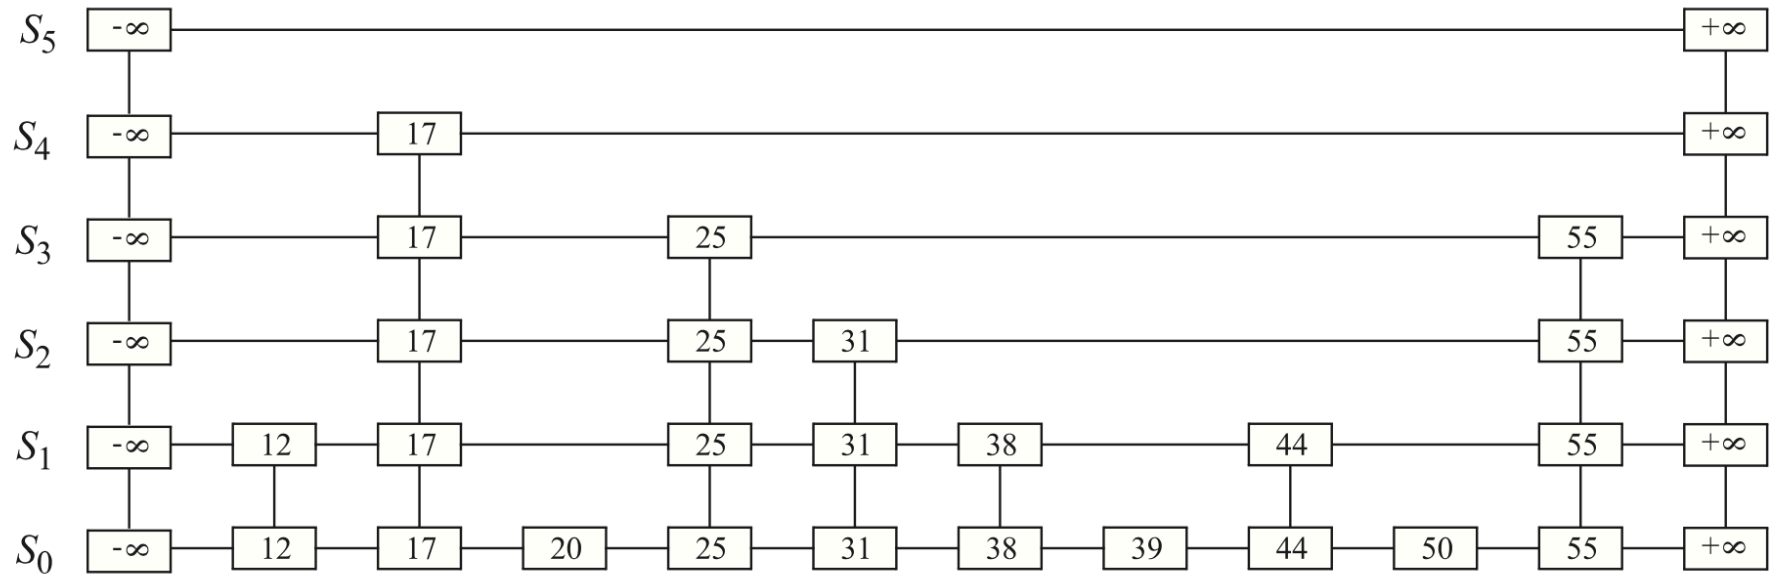 S5 -∞ +∞
S4 -∞ 17 +∞
S3 -∞ 17 25 55 +∞
S2 -∞ 17 25 31 55 +∞
S1 -∞ 12 17 25 31 38 44 55 +∞
S0 -∞ 12 17 20 25 31 38 39 44 50 55 +∞